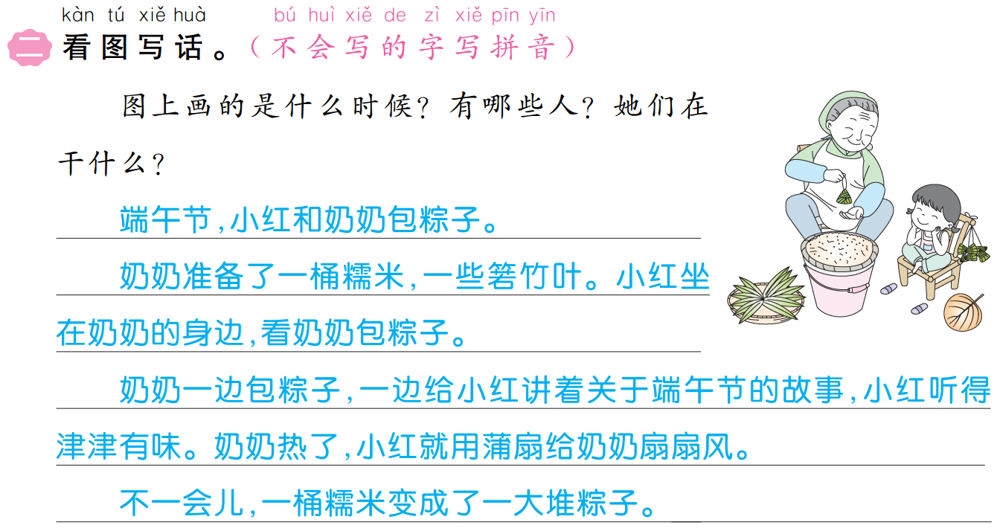 kàn tú xiě huà bú huì xiě de zì xiě pīn yīn
二 看图写话。（不会写的字写拼音）
图上画的是什么时候？有哪些人？她们在
干什么？
端午节,小红和奶奶包粽子。
奶奶准备了一桶糯米,一些箬竹叶。小红坐
在奶奶的身边,看奶奶包粽子。
奶奶一边包粽子,一边给小红讲着关于端午节的故事,小红听得
津津有味。奶奶热了,小红就用蒲扇给奶奶扇扇风。
不一会儿,一桶糯米变成了一大堆粽子。